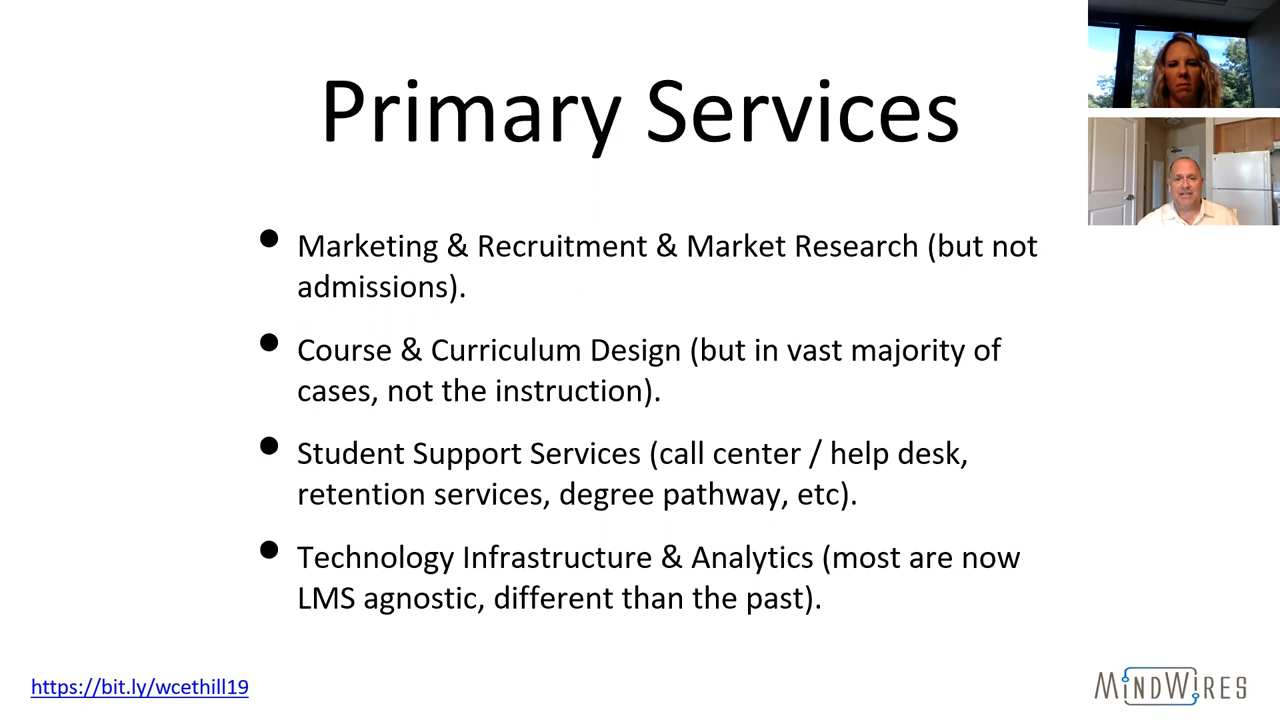 Primary Services
• Marketing & Recruitment & Market Research (but not
admissions).
• Course & Curriculum Design (but in vast majority of
cases, not the instruction).
• Student Support Services (call center / help desk,
retention services, degree pathway, etc).
• Technology Infrastructure & Analytics (most are now
LMS agnostic, different than the past).
https://bit.ly/wcethill19
MINDWIRES